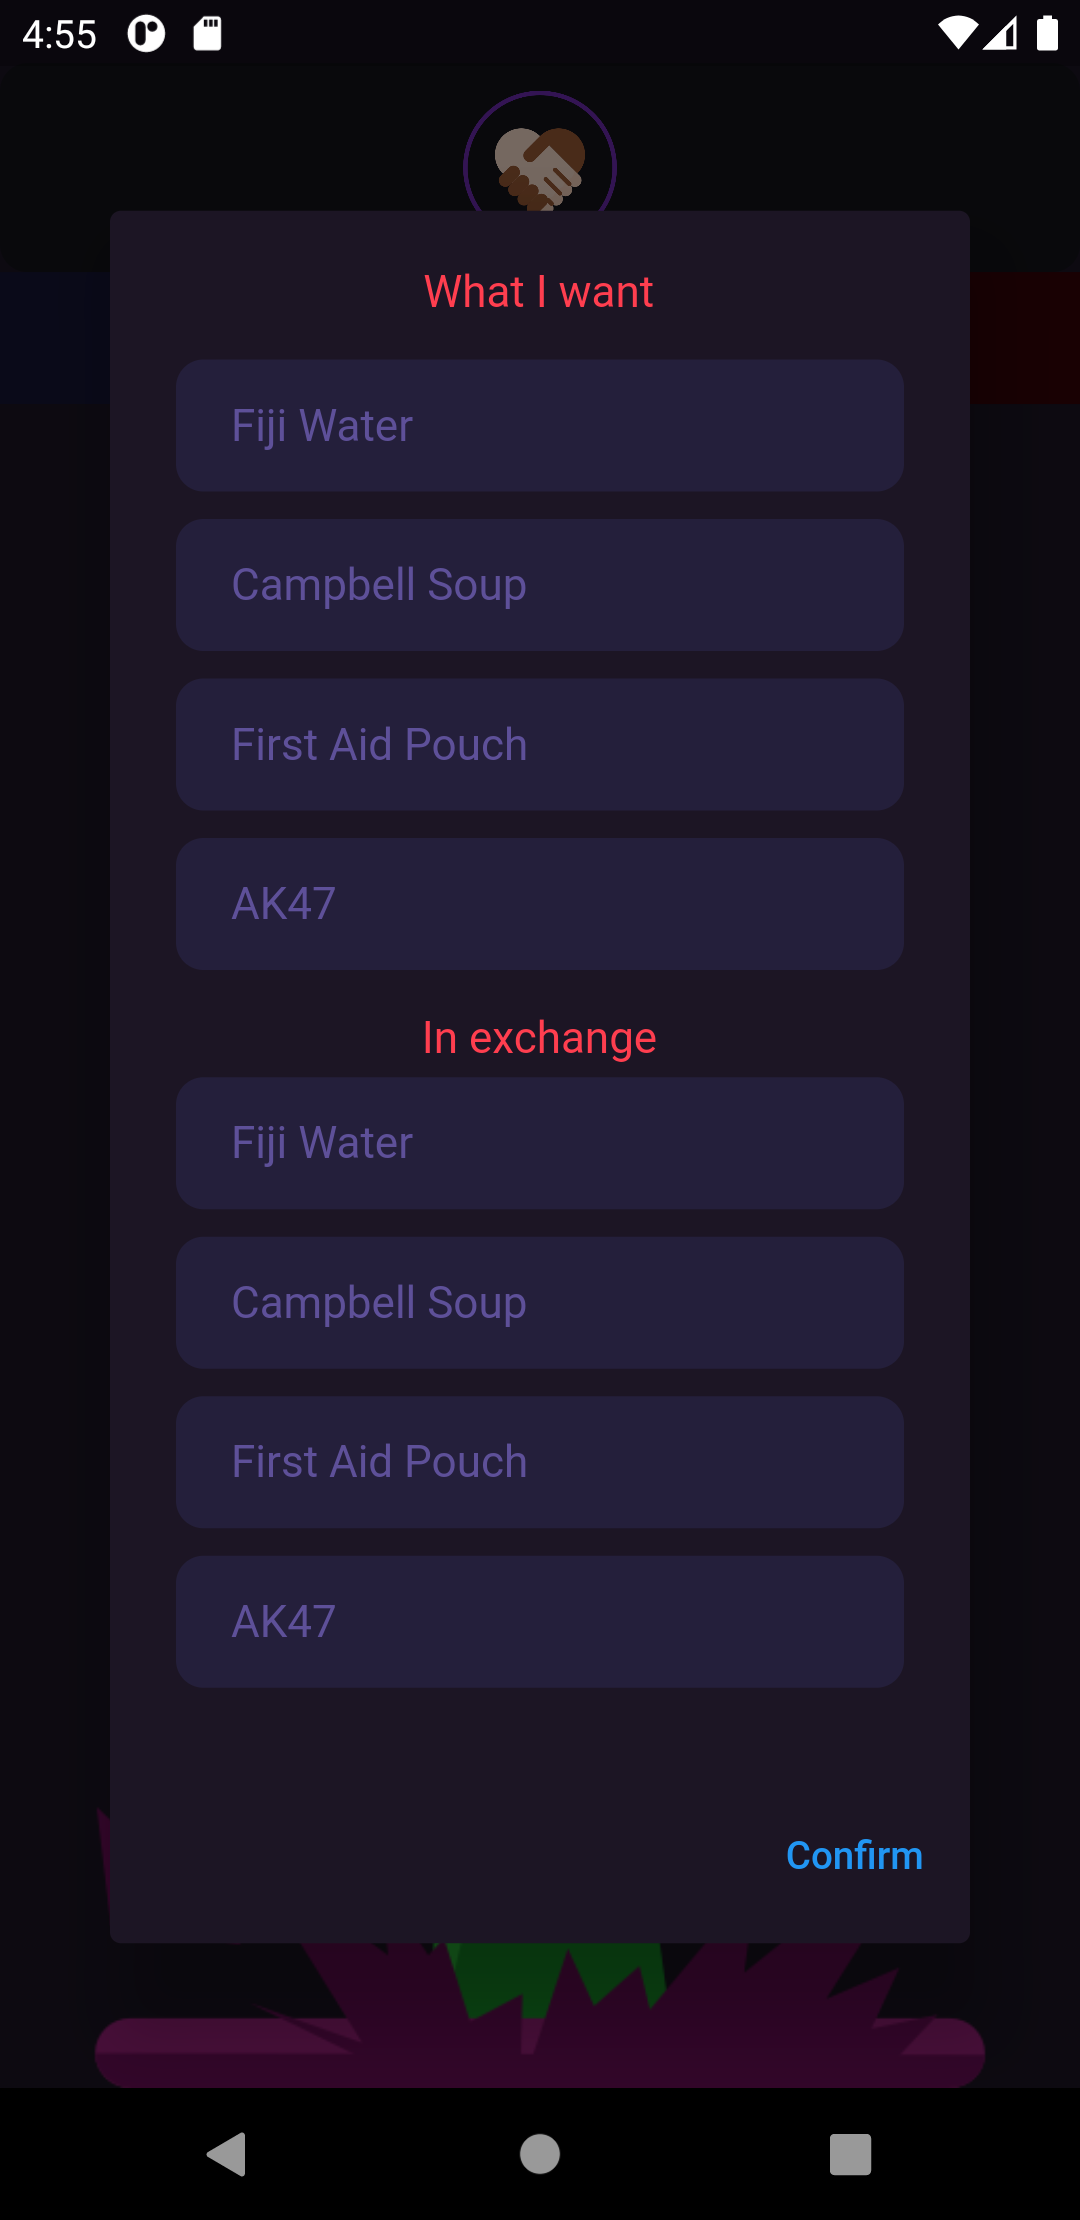 4:55
What I want
Fiji Water
Campbell Soup
First Aid Pouch
AK47
In exchange
Fiji Water
Campbell Soup
First Aid Pouch
AK47
Confirm